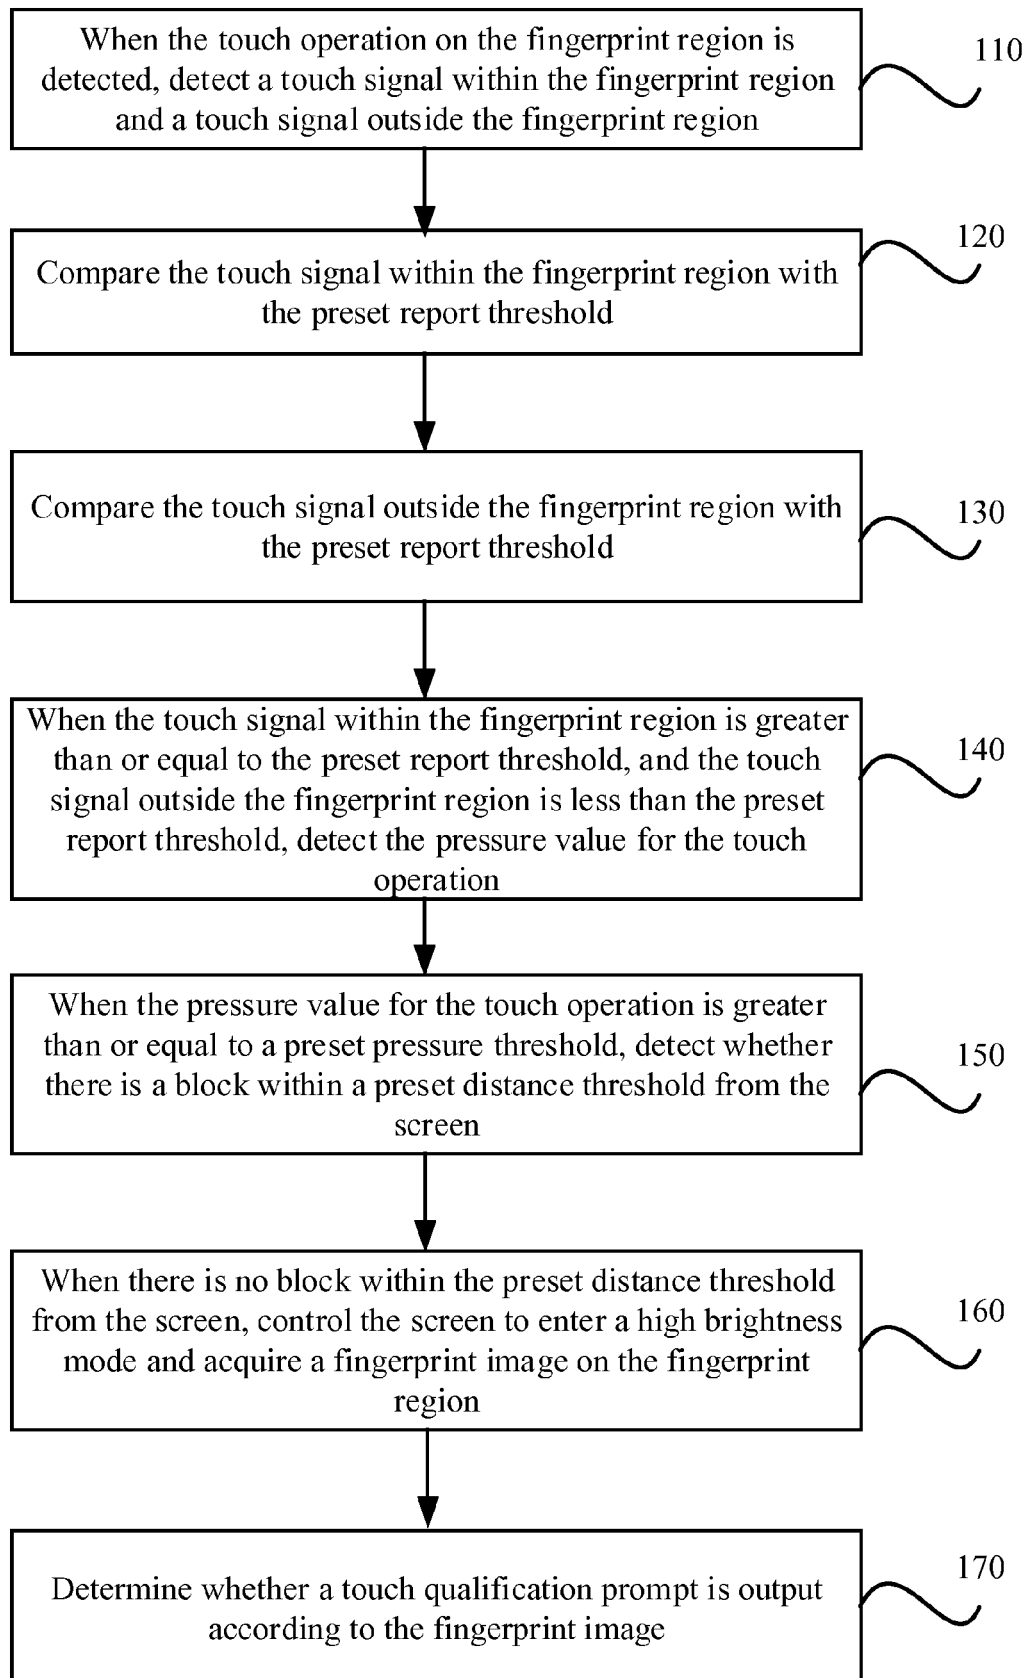 When the touch operation on the fingerprint region is
detected, detect a touch signal within the fingerprint region
and a touch signal outside the fingerprint region
110
Compare the touch signal within the fingerprint region with
the preset report threshold
120
Compare the touch signal outside the fingerprint region with
the preset report threshold
130
When the touch signal within the fingerprint region is greater
than or equal to the preset report threshold, and the touch
signal outside the fingerprint region is less than the preset
report threshold, detect the pressure value for the touch
operation
140
When the pressure value for the touch operation is greater
than or equal to a preset pressure threshold, detect whether
there is a block within a preset distance threshold from the
screen
150
When there is no block within the preset distance threshold
from the screen, control the screen to enter a high brightness
mode and acquire a fingerprint image on the fingerprint
region
160
Determine whether a touch qualification prompt is output
according to the fingerprint image
170